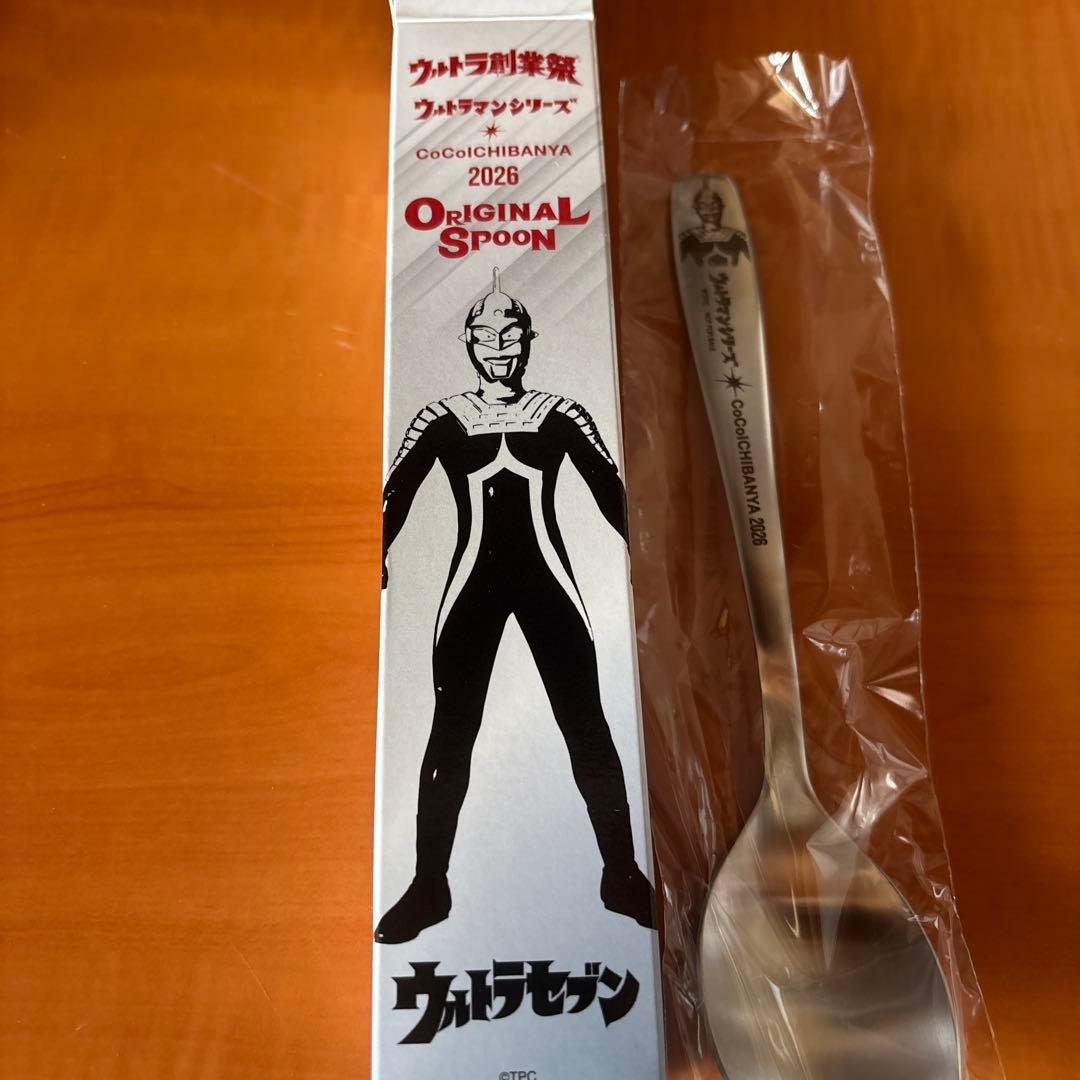 ウルトラ創業祭
ウルトラマンシリーズ
CoCoICHIBANYA
2026
ORIGINAL
SPOON
ウルトラセブン
©TPC
ウルトラマンシリーズ
CoCoICHIBANYA 2026